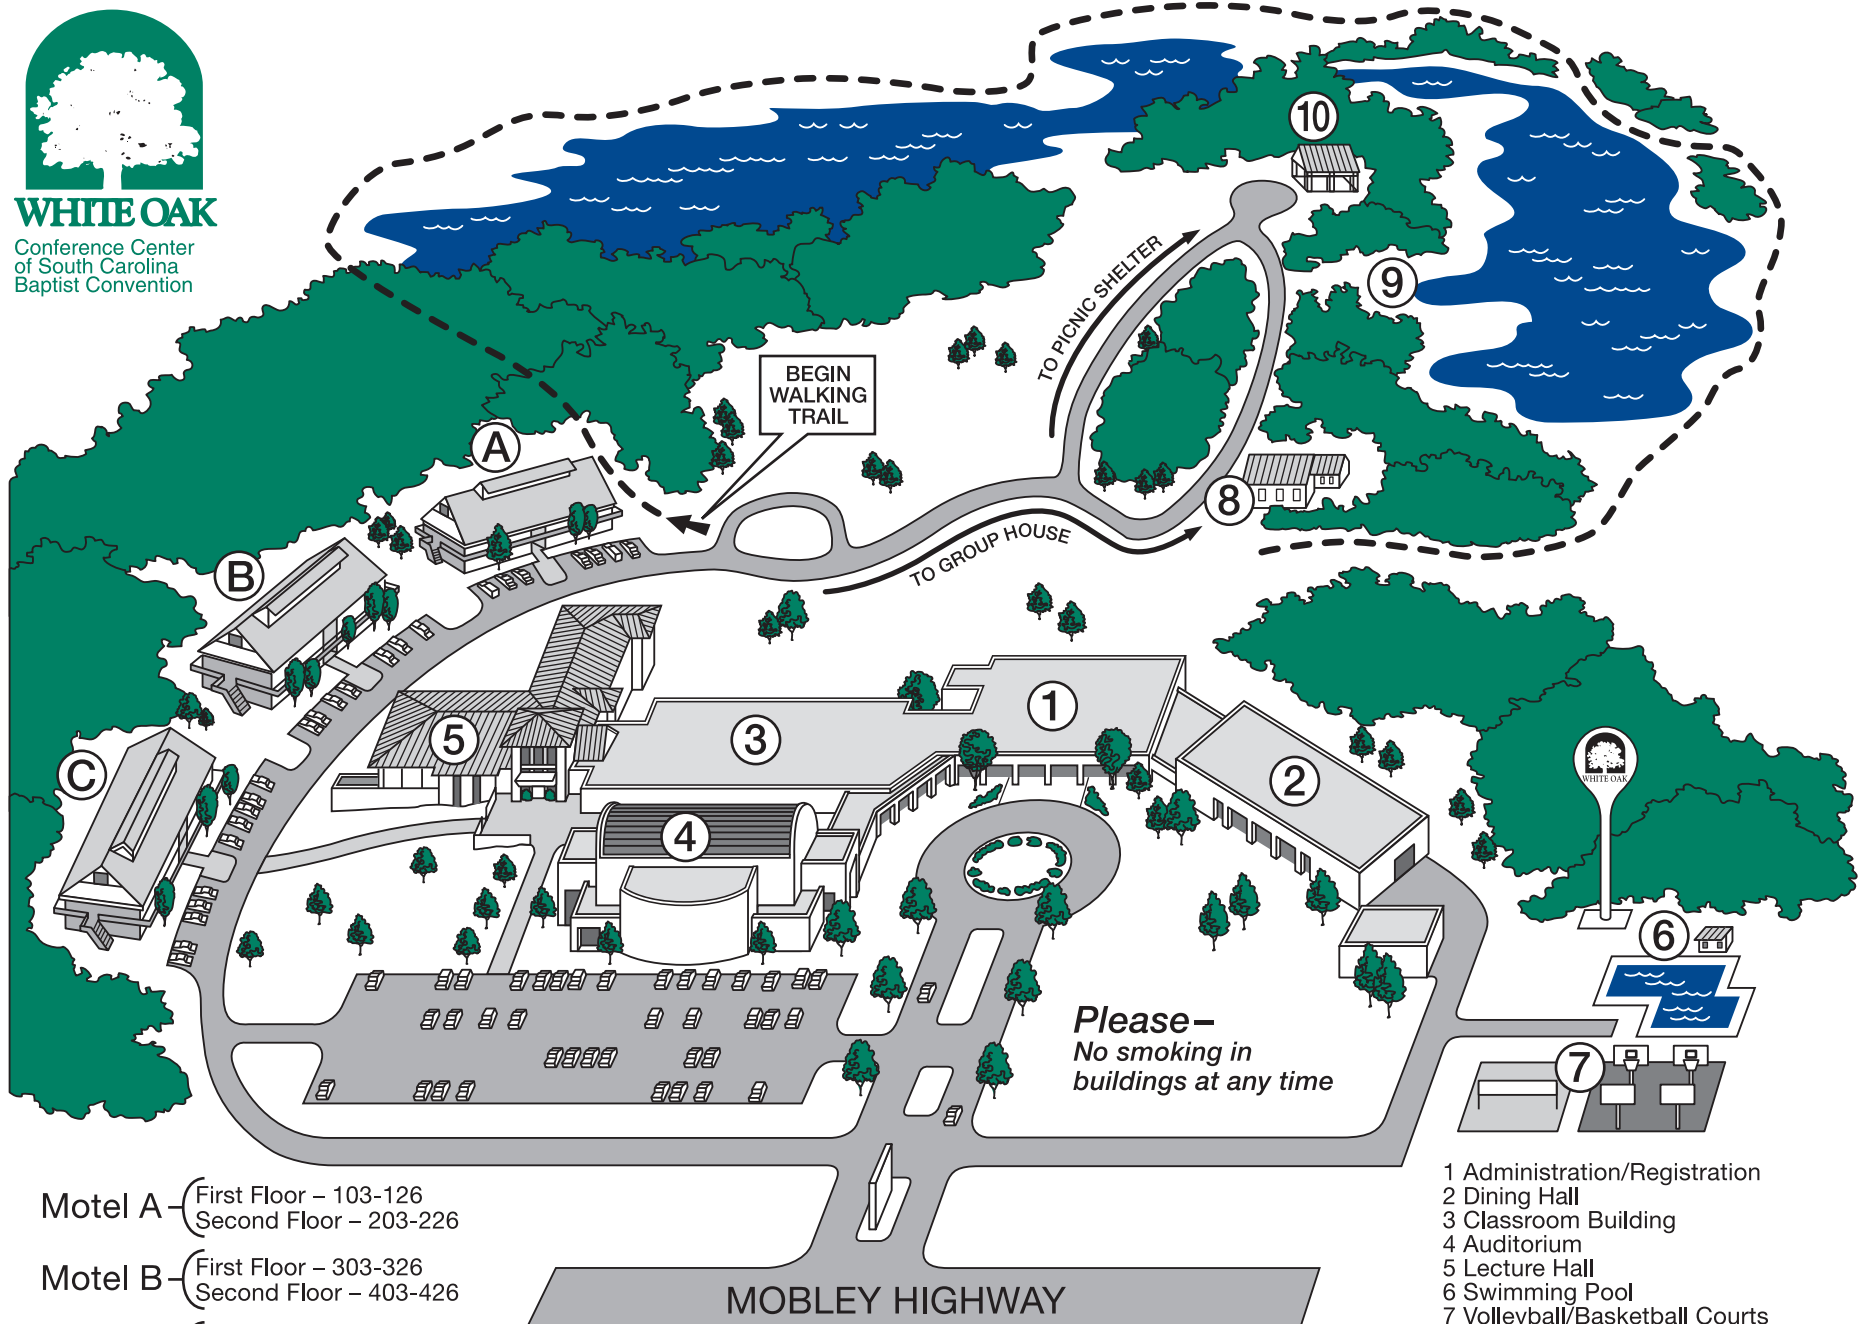 WHITE OAK
Conference Center
of South Carolina
Baptist Convention
10
9
TO PICNIC SHELTER
BEGIN
WALKING
TRAIL
A
8
TO GROUP HOUSE
B
1
5
3
C
2
WHITE OAK
4
6
Please–
No smoking in
buildings at any time
7
Motel A
First Floor – 103-126
Second Floor – 203-226
Motel B
First Floor – 303-326
Second Floor – 403-426
MOBLEY HIGHWAY
1 Administration/Registration
2 Dining Hall
3 Classroom Building
4 Auditorium
5 Lecture Hall
6 Swimming Pool
7 Volleyball/Basketball Courts